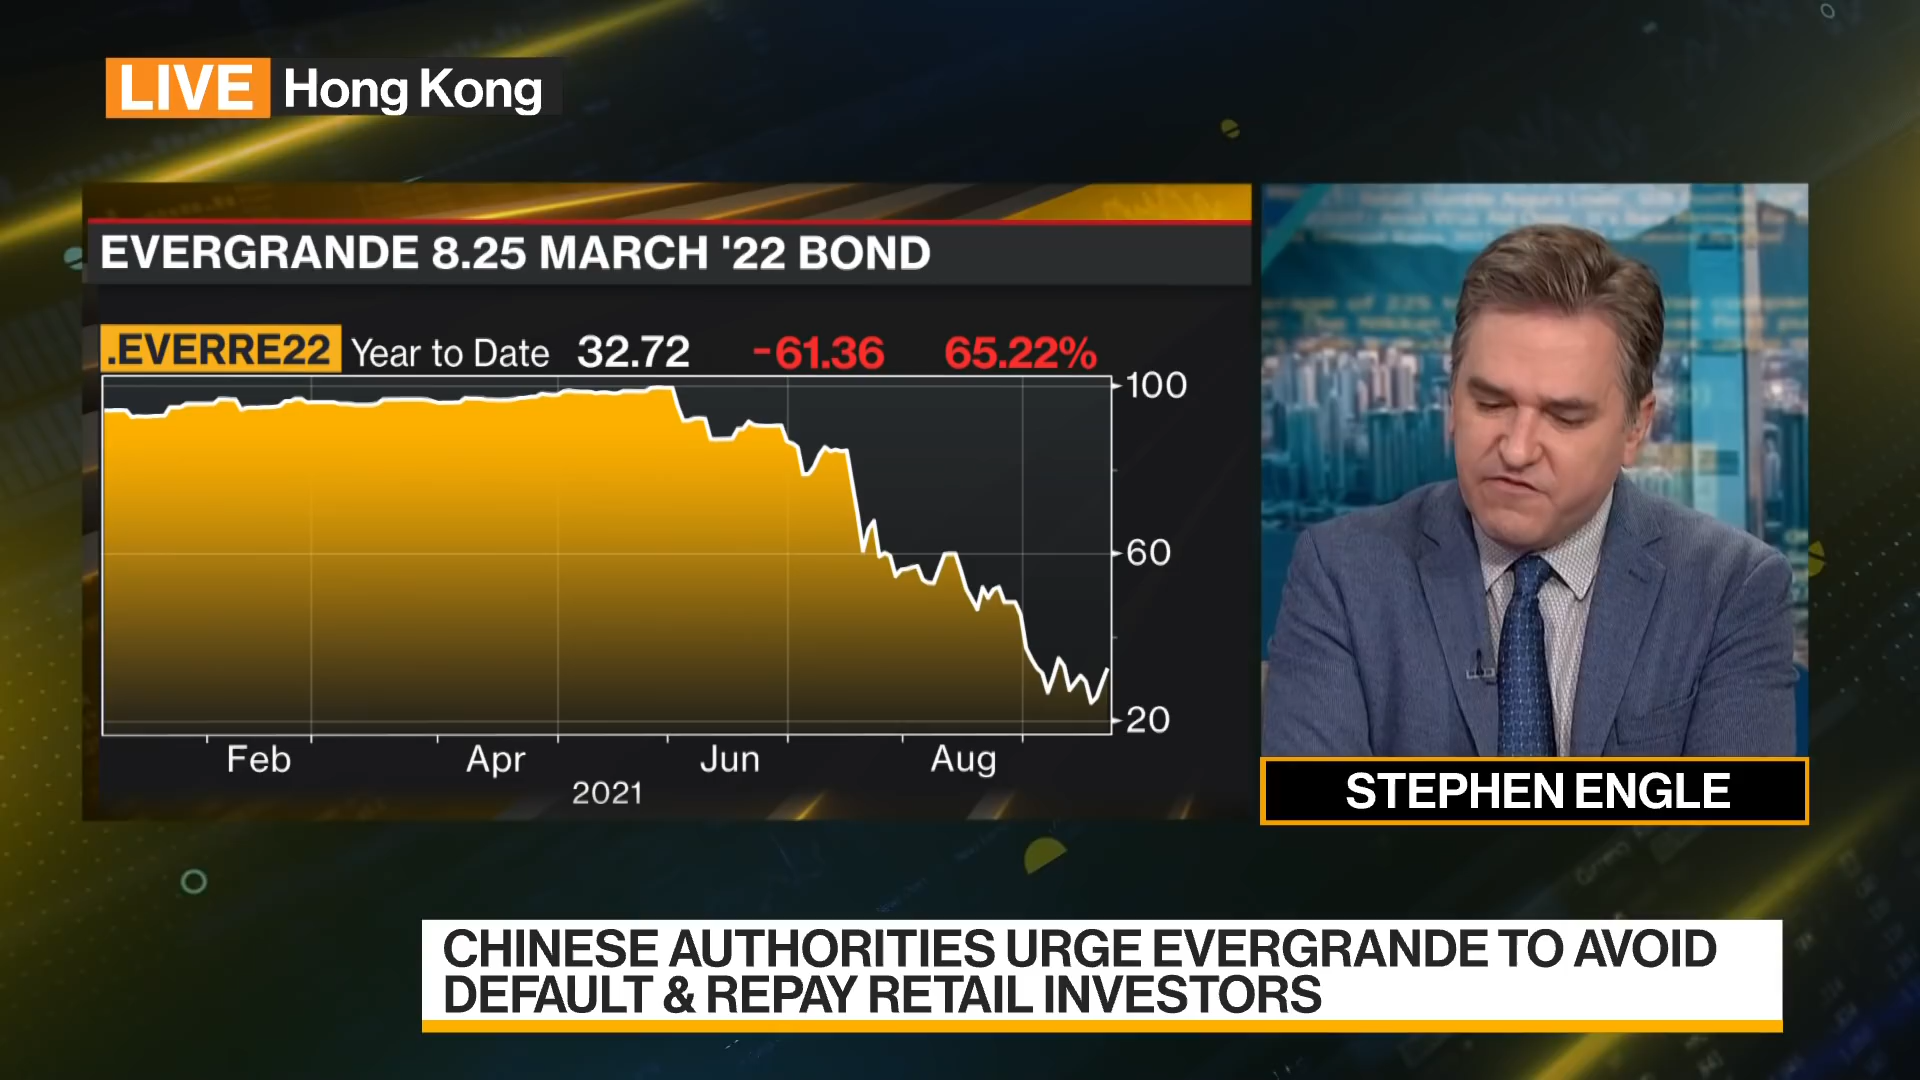 LIVE Hong Kong
EVERGRANDE 8.25 MARCH '22 BOND
.EVERRE22 Year to Date 32.72 -61.36 65.22%
100
60
20
Feb Apr Jun Aug
2021
STEPHEN ENGLE
CHINESE AUTHORITIES URGE EVERGRANDE TO AVOID
DEFAULT & REPAY RETAIL INVESTORS